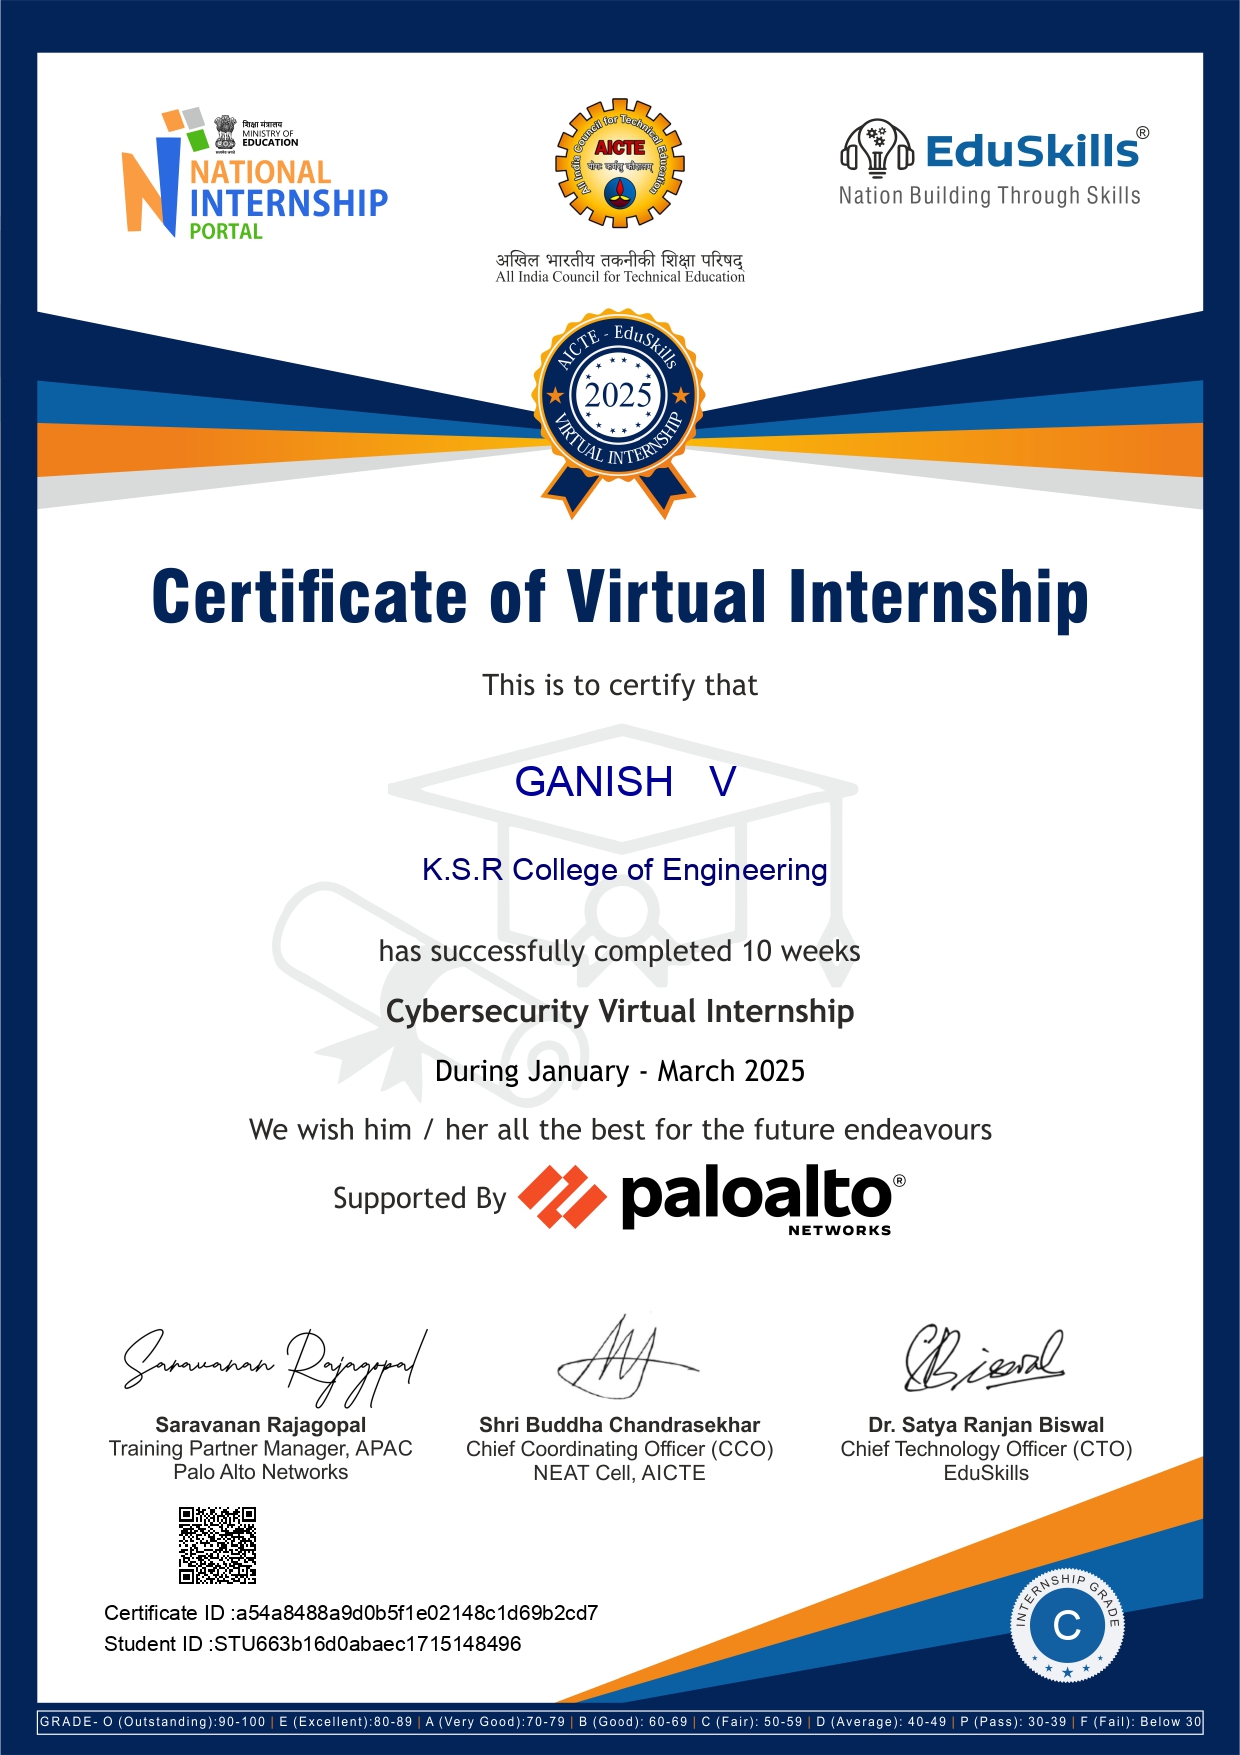 शिक्षा मंत्रालय
MINISTRY OF
EDUCATION
NATIONAL
INTERNSHIP
PORTAL
All India Council for Technical Education
AICTE
योगः कर्मसु कौशलम्
अखिल भारतीय तकनीकी शिक्षा परिषद्
All India Council for Technical Education
EduSkills®
Nation Building Through Skills
AICTE - EduSkills
2025
VIRTUAL INTERNSHIP
Certificate of Virtual Internship
This is to certify that
GANISH V
K.S.R College of Engineering
has successfully completed 10 weeks
Cybersecurity Virtual Internship
During January - March 2025
We wish him / her all the best for the future endeavours
Supported By paloalto®
NETWORKS
Saravanan Rajagopal
Biswal
Saravanan Rajagopal
Training Partner Manager, APAC
Palo Alto Networks
Shri Buddha Chandrasekhar
Chief Coordinating Officer (CCO)
NEAT Cell, AICTE
Dr. Satya Ranjan Biswal
Chief Technology Officer (CTO)
EduSkills
Certificate ID :a54a8488a9d0b5f1e02148c1d69b2cd7
Student ID :STU663b16d0abaec1715148496
INTERNSHIP GRADE
C
GRADE- O (Outstanding):90-100 | E (Excellent):80-89 | A (Very Good):70-79 | B (Good): 60-69 | C (Fair): 50-59 | D (Average): 40-49 | P (Pass): 30-39 | F (Fail): Below 30